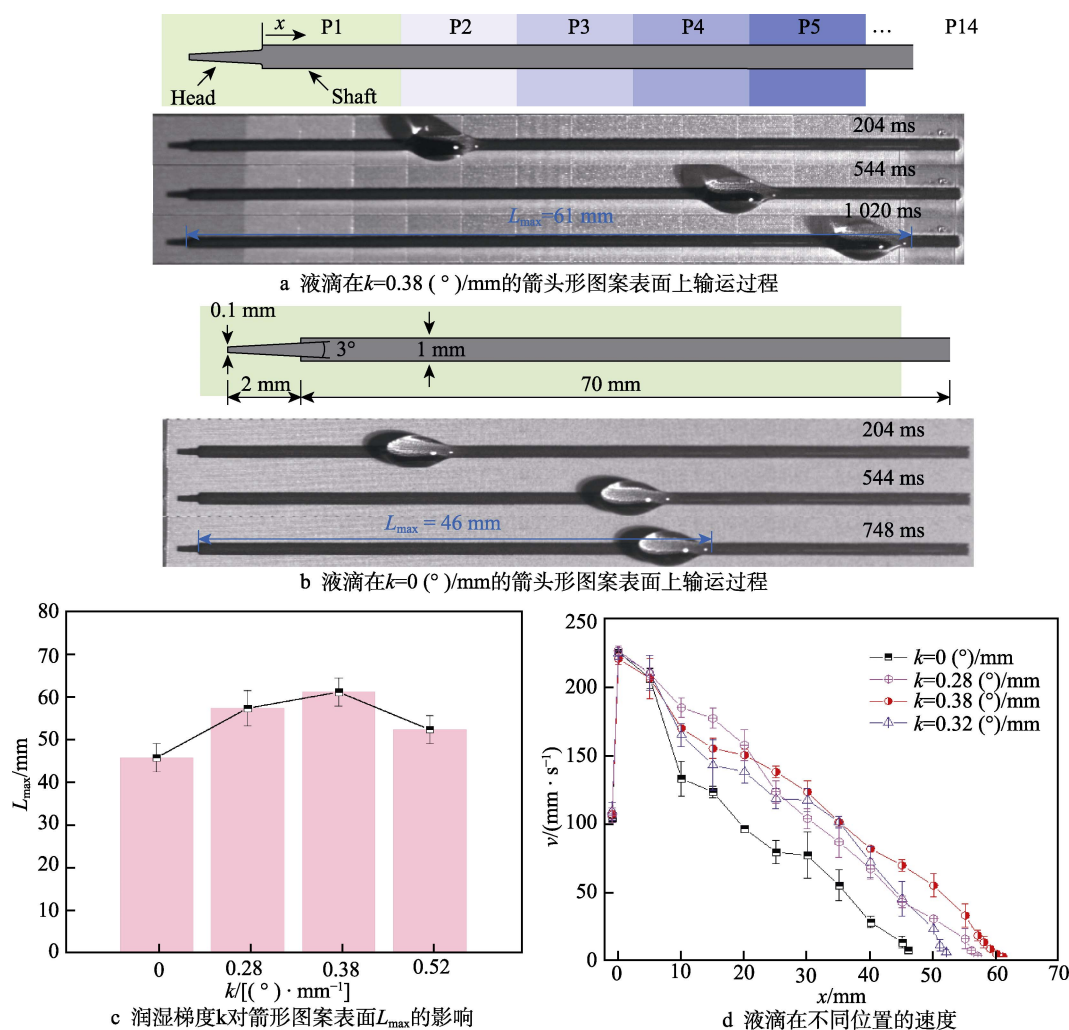 x P1 P2 P3 P4 P5 … P14
Head Shaft
204 ms
544 ms
1 020 ms
Lmax=61 mm
a 液滴在k=0.38 (°)/mm的箭头形图案表面上输运过程
0.1 mm
3° 1 mm
2 mm 70 mm
204 ms
544 ms
Lmax = 46 mm
748 ms
b 液滴在k=0 (°)/mm的箭头形图案表面上输运过程
80
70
60
50
40
30
20
10
0
Lmax/mm
0 0.28 0.38 0.52
k/[(°)·mm⁻¹]
c 润湿梯度k对箭形图案表面Lmax的影响
250
200
150
100
50
0
v/(mm·s⁻¹)
k=0 (°)/mm
k=0.28 (°)/mm
k=0.38 (°)/mm
k=0.32 (°)/mm
0 10 20 30 40 50 60 70
x/mm
d 液滴在不同位置的速度